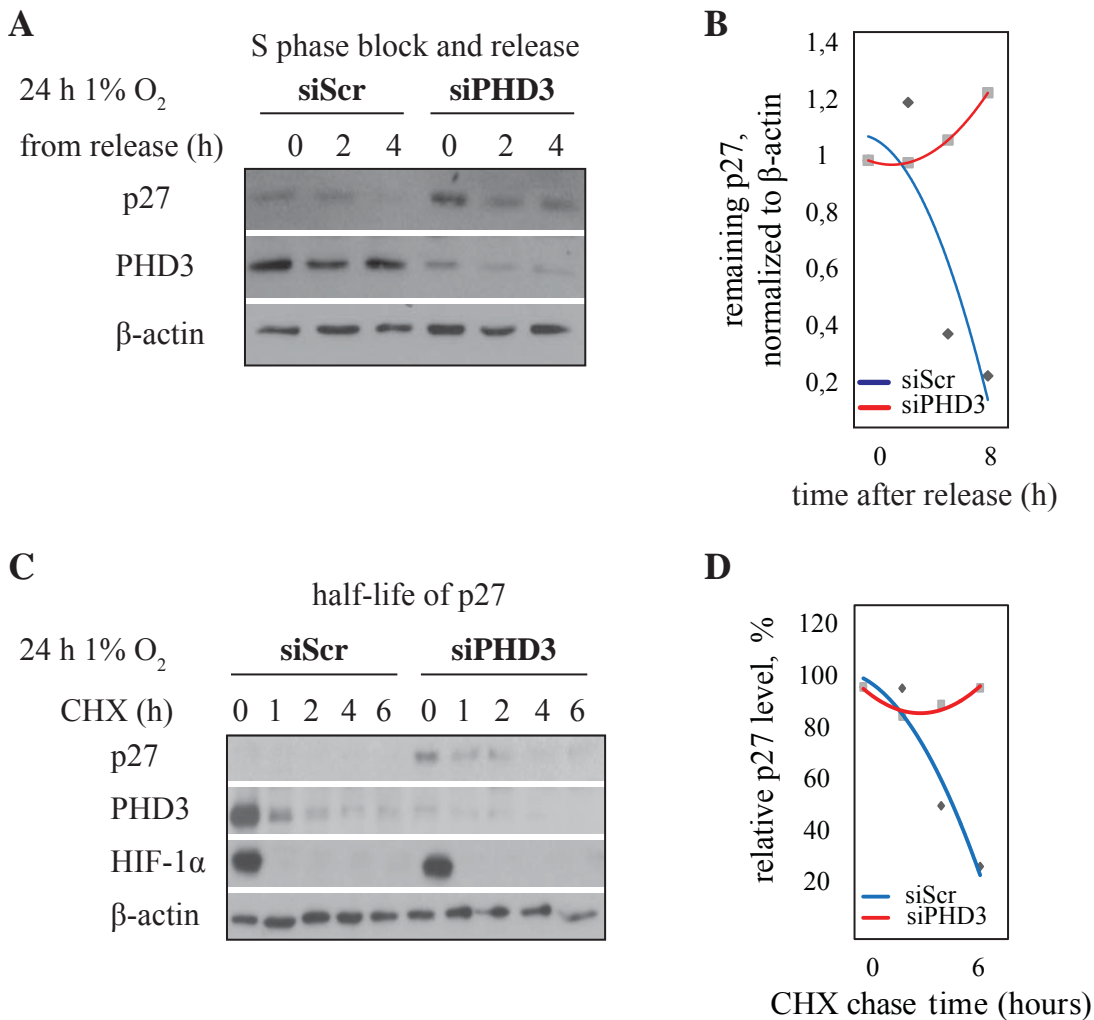 A
S phase block and release
24 h 1% O₂
siScr siPHD3
from release (h) 0 2 4 0 2 4
p27
PHD3
β-actin
B
1,4
1,2
1
0,8
0,6
0,4
0,2
remaining p27,
normalized to β-actin
siScr
siPHD3
0 8
time after release (h)
C
half-life of p27
24 h 1% O₂
siScr siPHD3
CHX (h) 0 1 2 4 6 0 1 2 4 6
p27
PHD3
HIF-1α
β-actin
D
120
100
80
60
40
20
relative p27 level, %
siScr
siPHD3
0 6
CHX chase time (hours)